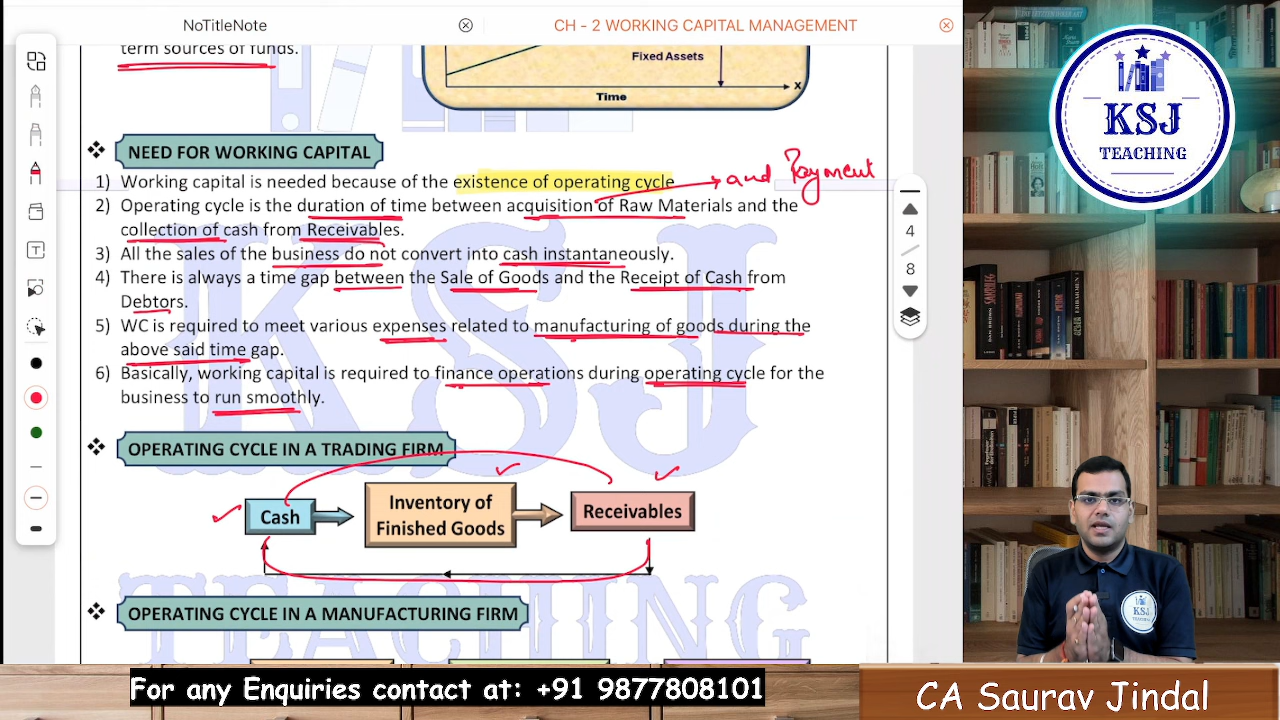 NoTitleNote
CH - 2 WORKING CAPITAL MANAGEMENT
term sources of funds.
Fixed Assets
X
Time
NEED FOR WORKING CAPITAL
1) Working capital is needed because of the existence of operating cycle
and Payment
2) Operating cycle is the duration of time between acquisition of Raw Materials and the
collection of cash from Receivables.
3) All the sales of the business do not convert into cash instantaneously.
4) There is always a time gap between the Sale of Goods and the Receipt of Cash from
Debtors.
5) WC is required to meet various expenses related to manufacturing of goods during the
above said time gap.
6) Basically, working capital is required to finance operations during operating cycle for the
business to run smoothly.
OPERATING CYCLE IN A TRADING FIRM
Cash
Inventory of
Finished Goods
Receivables
OPERATING CYCLE IN A MANUFACTURING FIRM
KSJ
TEACHING
4
8
T
KSJ
TEACHING
KSJ
TEACHING
For any Enquiries contact at: +91 9877808101
CA Saurav Jindal